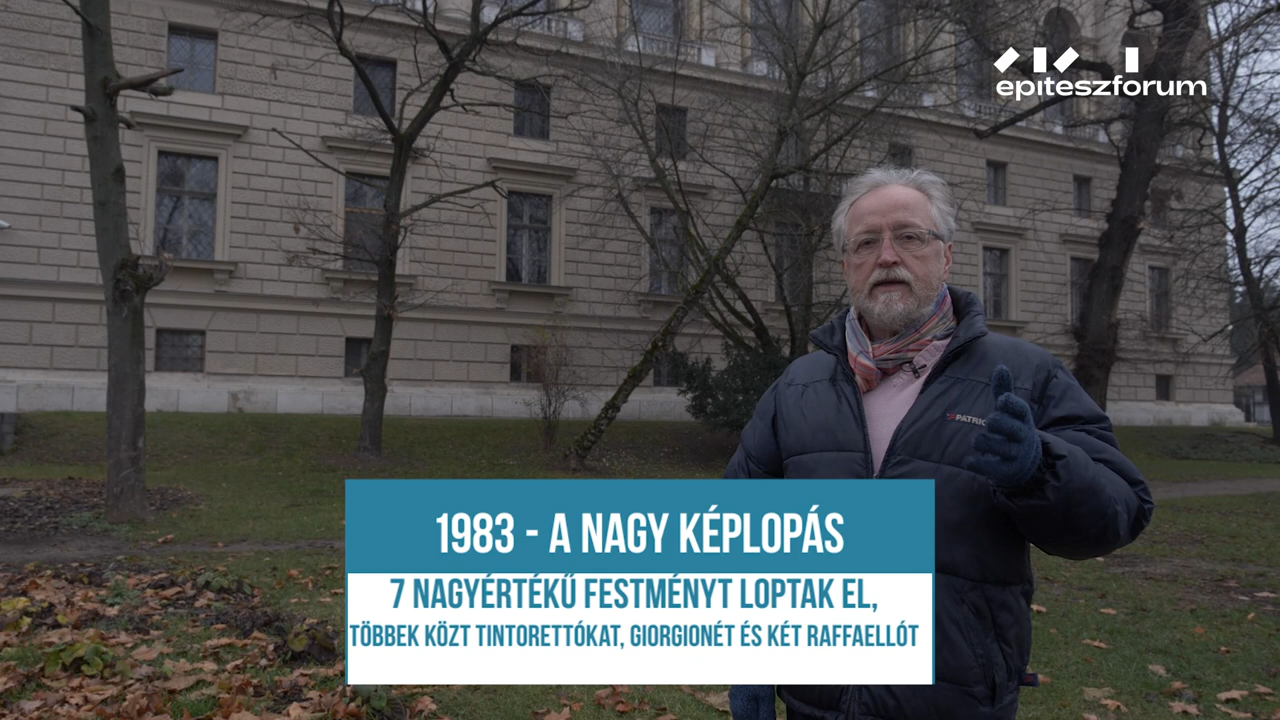 epiteszforum
PATRIC
1983 - A NAGY KÉPLOPÁS
7 NAGYÉRTÉKŰ FESTMÉNYT LOPTAK EL,
TÖBBEK KÖZT TINTORETTÓKAT, GIORGIONÉT ÉS KÉT RAFFAELLÓT